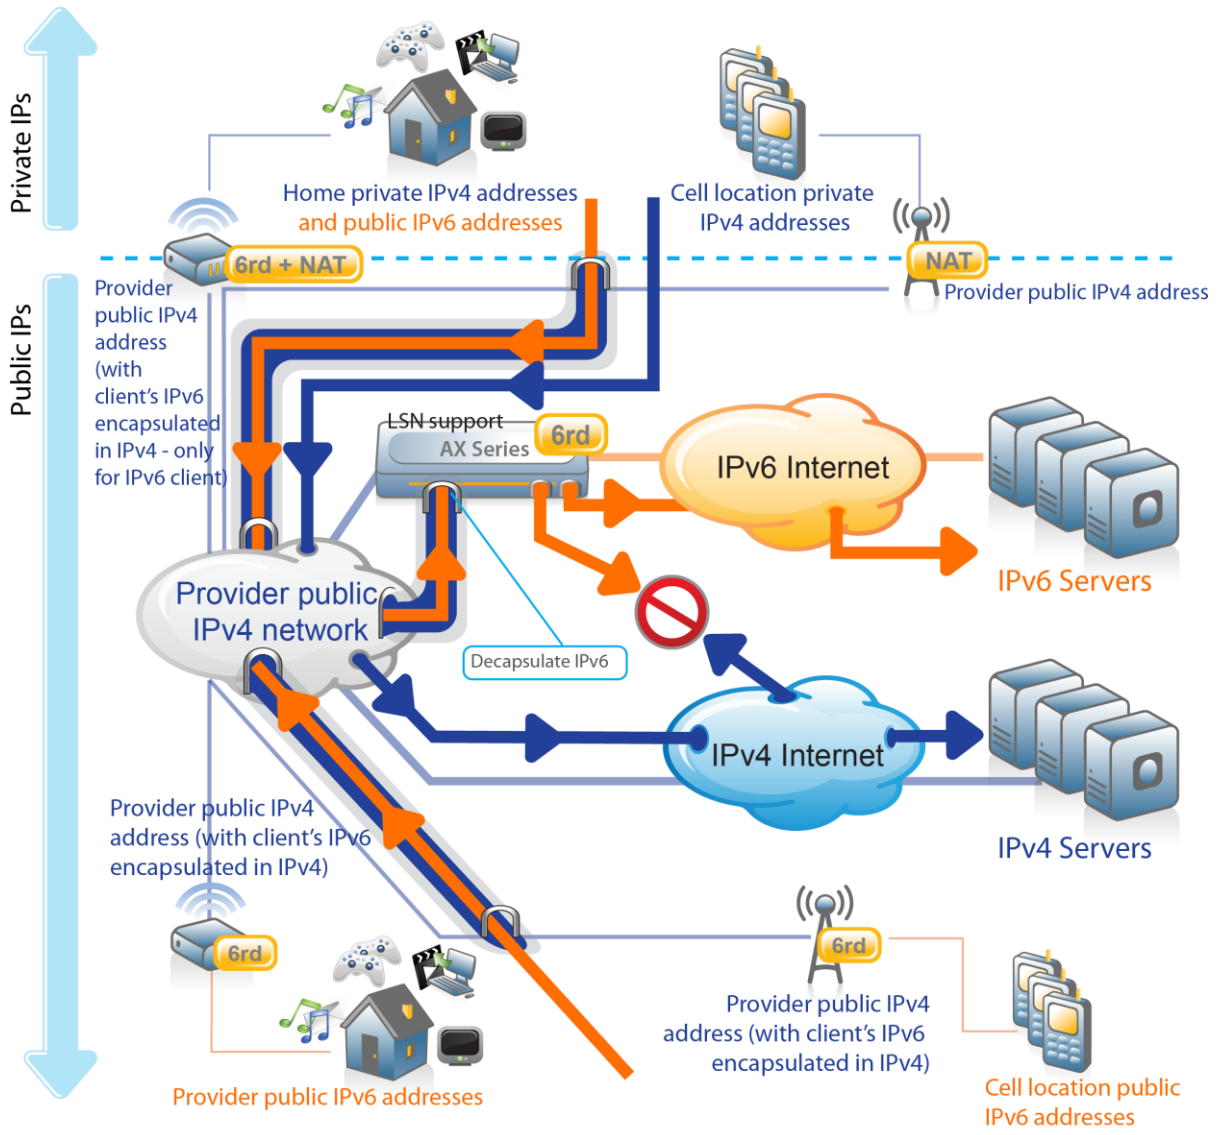 Private IPs
Public IPs
Home private IPv4 addresses
and public IPv6 addresses
Cell location private
IPv4 addresses
6rd + NAT
NAT
Provider public IPv4 address
Provider
public IPv4
address
(with
client's IPv6
encapsulated
in IPv4 - only
for IPv6 client)
LSN support
AX Series
6rd
IPv6 Internet
IPv6 Servers
Provider public
IPv4 network
Decapsulate IPv6
IPv4 Internet
IPv4 Servers
Provider public IPv4
address (with client's IPv6
encapsulated in IPv4)
6rd
Provider public IPv6 addresses
6rd
Provider public IPv4
address (with client's IPv6
encapsulated in IPv4)
Cell location public
IPv6 addresses